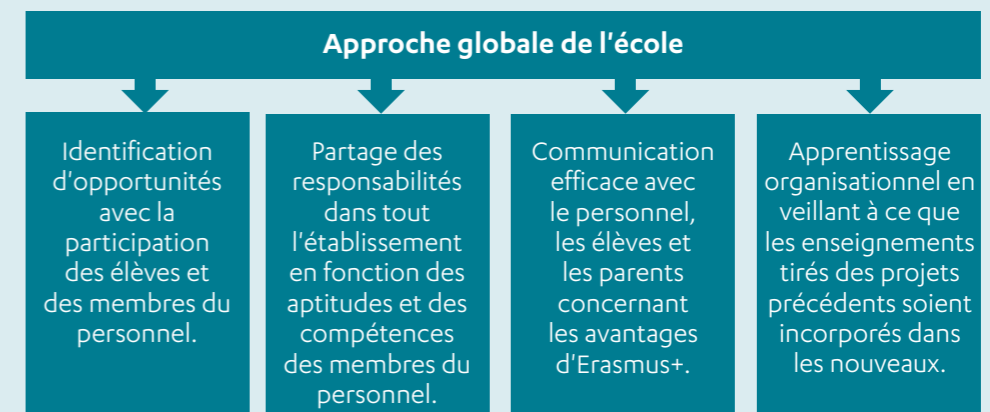 Approche globale de l'école
Identification
d'opportunités
avec la
participation
des élèves et
des membres du
personnel.
Partage des
responsabilités
dans tout
l'établissement
en fonction des
aptitudes et des
compétences
des membres du
personnel.
Communication
efficace avec
le personnel,
les élèves et
les parents
concernant
les avantages
d'Erasmus+.
Apprentissage
organisationnel en
veillant à ce que
les enseignements
tirés des projets
précédents soient
incorporés dans
les nouveaux.